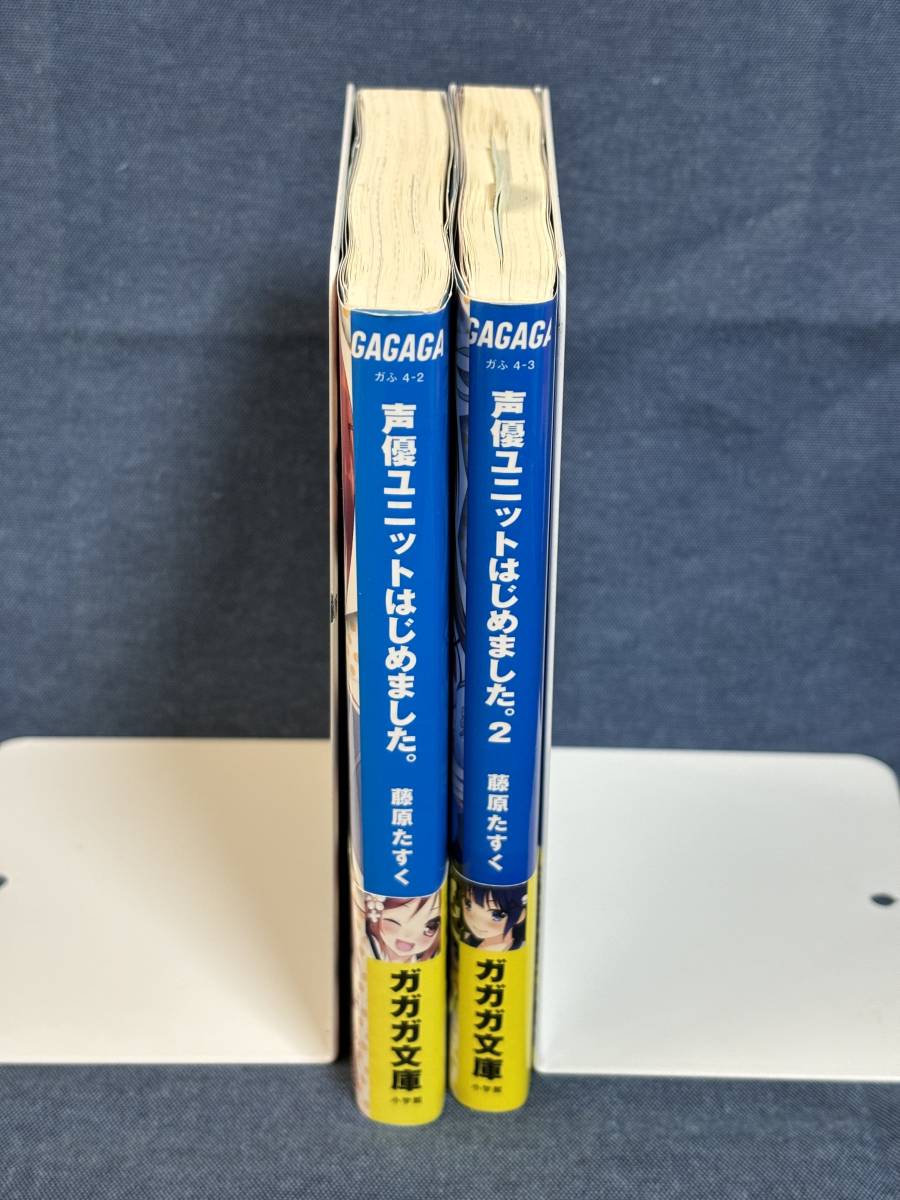 GAGAGA
ガふ 4-2
声優ユニットはじめました。
藤原たすく
ガガガ文庫
小学館
GAGAGA
ガふ 4-3
声優ユニットはじめました。2
藤原たすく
ガガガ文庫
小学館